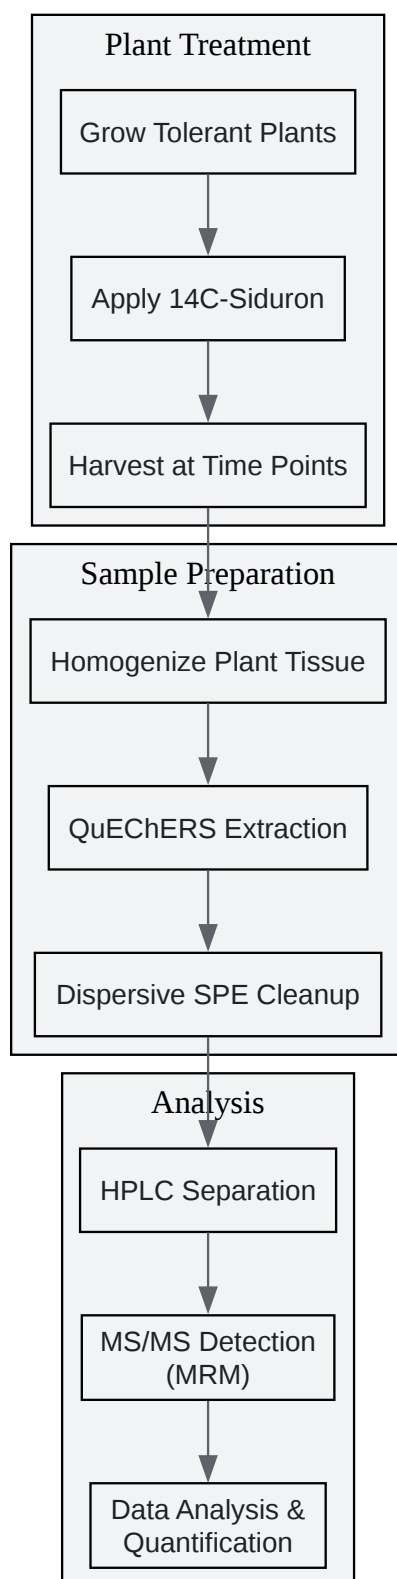 Plant Treatment
Grow Tolerant Plants
Apply 14C-Siduron
Harvest at Time Points
Sample Preparation
Homogenize Plant Tissue
QuEChERS Extraction
Dispersive SPE Cleanup
Analysis
HPLC Separation
MS/MS Detection
(MRM)
Data Analysis &
Quantification